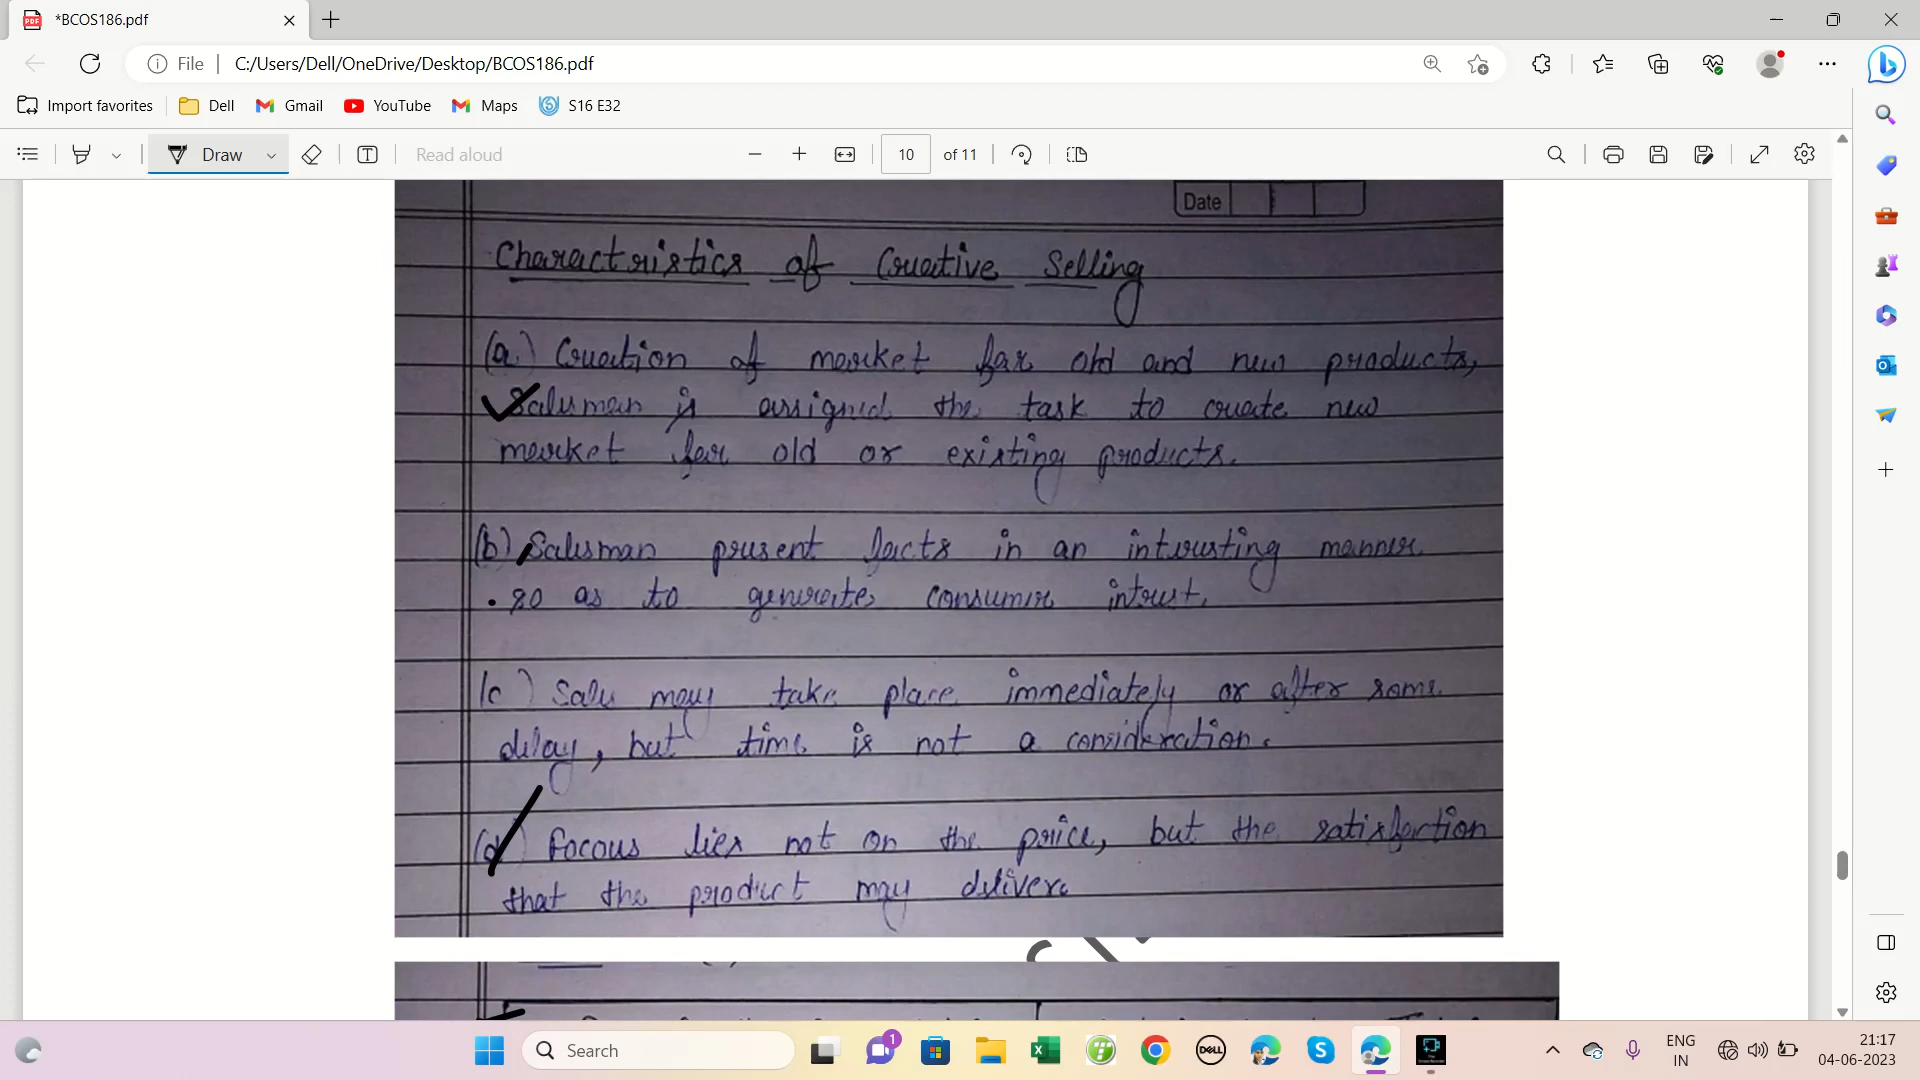 *BCOS186.pdf
File
C:/Users/Dell/OneDrive/Desktop/BCOS186.pdf
Import favorites
Dell
Gmail
YouTube
Maps
S16 E32
Draw
Read aloud
10
of 11
Date
Charactristics of Creative Selling
(a.) Creation of market for old and new products,
Salesman is assigned the task to create new
market for old or existing products.
(b) Salesman present facts in an interesting manner
so as to generate consumer interest.
(c) Sale may take place immediately or after some
delay, but time is not a consideration.
(d) Focous lies not on the price, but the satisfaction
that the product may deliver.
Search
1
ENG
IN
21:17
04-06-2023